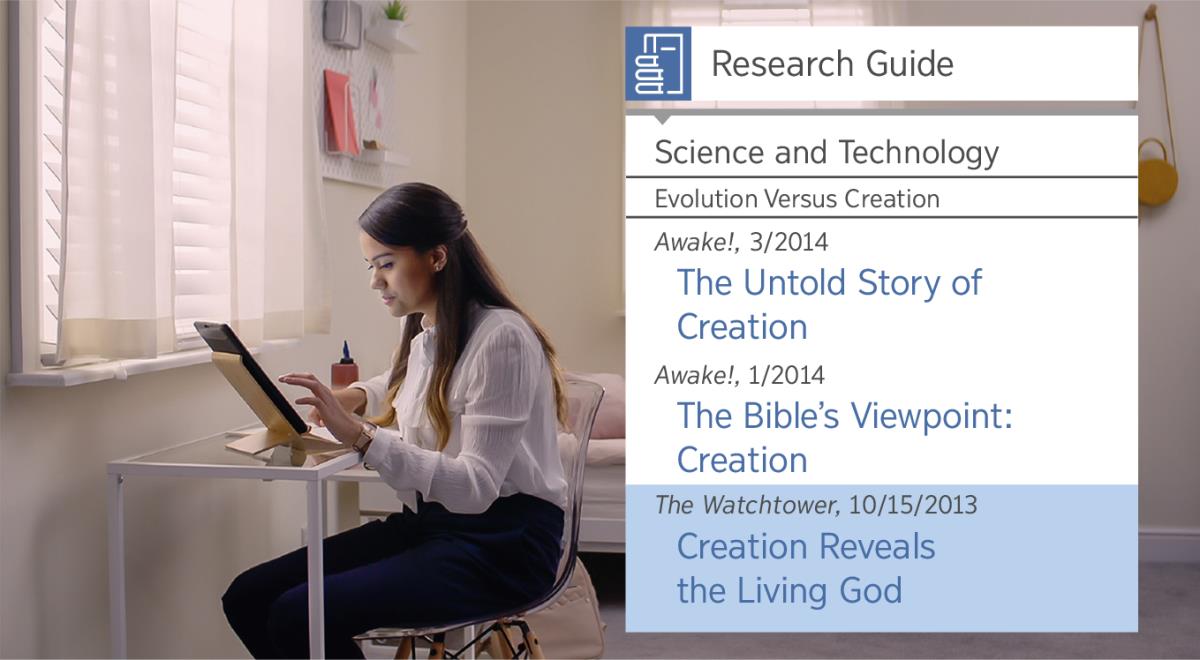 Research Guide
Science and Technology
Evolution Versus Creation
Awake!, 3/2014
The Untold Story of
Creation
Awake!, 1/2014
The Bible’s Viewpoint:
Creation
The Watchtower, 10/15/2013
Creation Reveals
the Living God